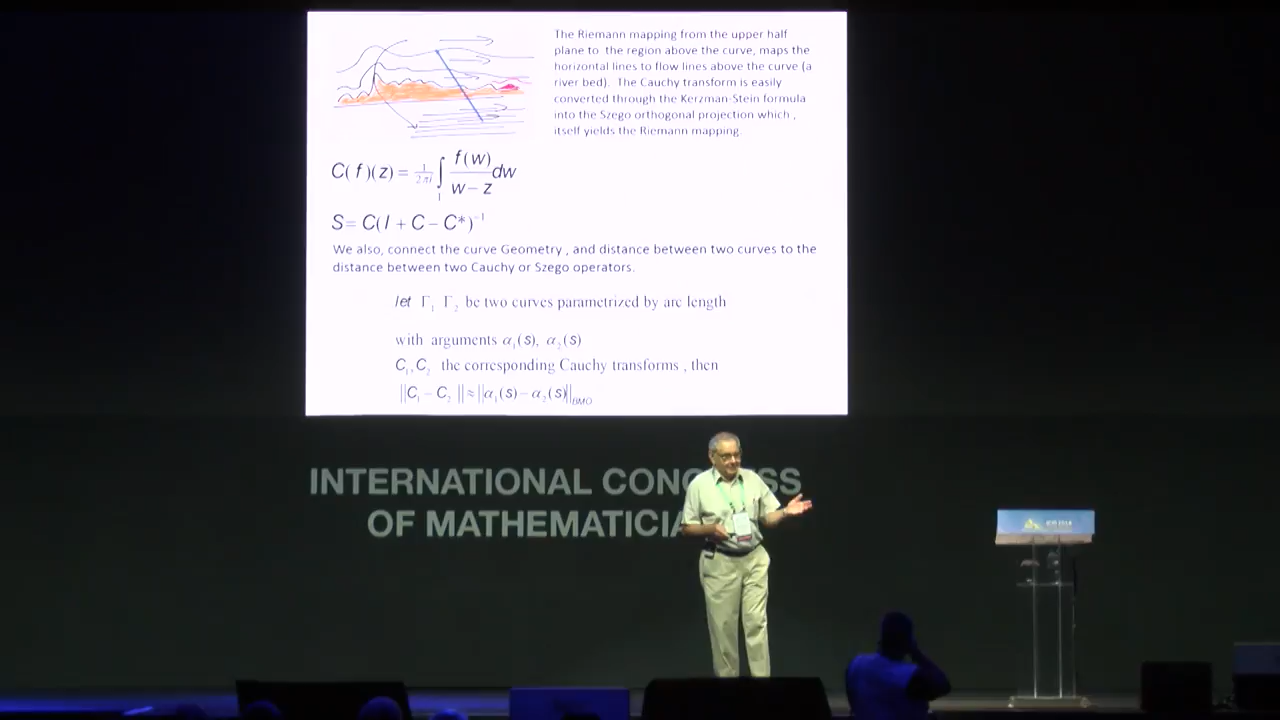 The Riemann mapping from the upper half
plane to the region above the curve, maps the
horizontal lines to flow lines above the curve (a
river bed). The Cauchy transform is easily
converted through the Kerzman-Stein formula
into the Szego orthogonal projection which ,
itself yields the Riemann mapping.
C(f)(z) = 1/2πi ∫ f(w)/w – z dw
S = C(I + C – C*)⁻¹
We also, connect the curve Geometry , and distance between two curves to the
distance between two Cauchy or Szego operators.
let Γ₁ Γ₂ be two curves parametrized by arc length
with arguments α₁(s), α₂(s)
C₁, C₂ the corresponding Cauchy transforms , then
||C₁ – C₂ || ≈ ||α₁(s) – α₂(s)||BMO
INTERNATIONAL CONG SS
OF MATHEMATICIA